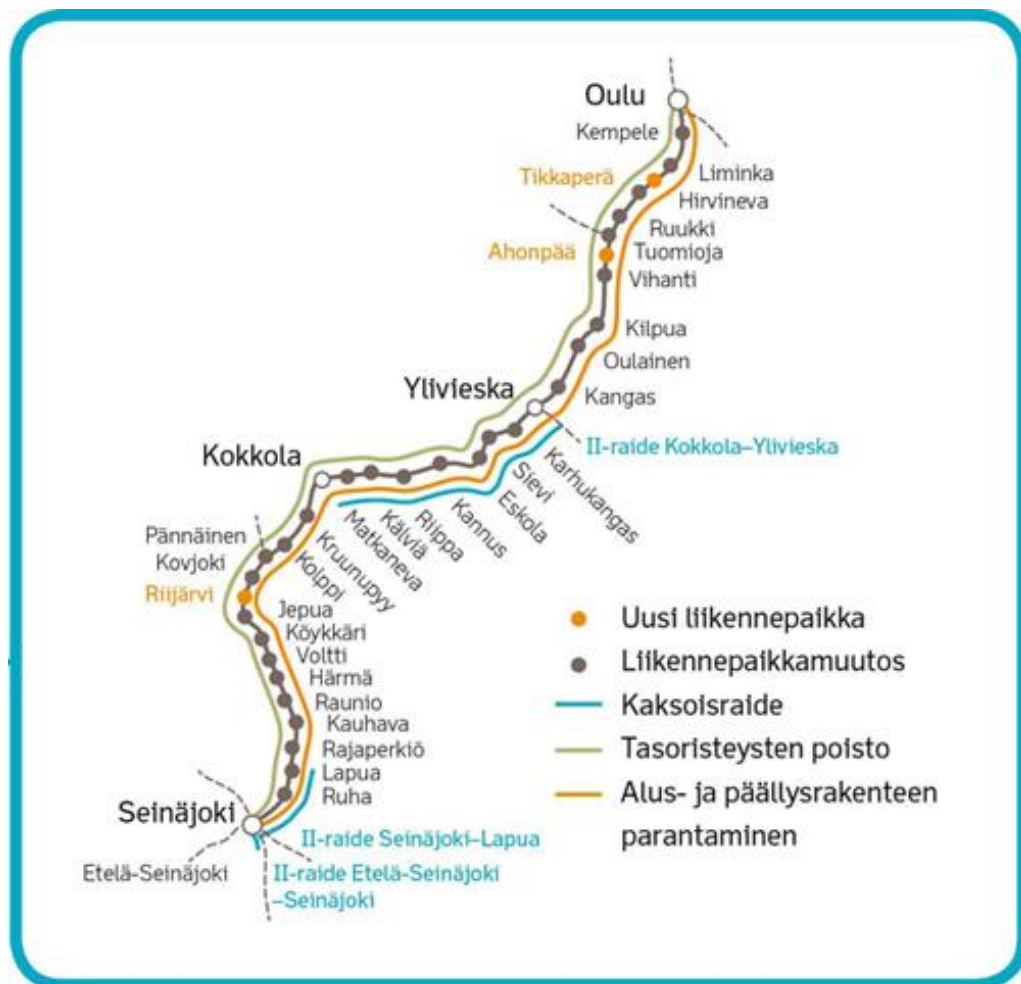 Oulu
Kempele
Tikkaperä
Liminka
Hirvineva
Ruukki
Ahonpää
Tuomioja
Vihanti
Kilpua
Oulainen
Ylivieska
Kangas
II-raide Kokkola–Ylivieska
Kokkola
Karhukangas
Sievi
Eskola
Kannus
Riippa
Kälviä
Matkaneva
Kruunupyy
Kolppi
Pännäinen
Kovjoki
Riijärvi
Jepua
Köykkäri
Voltti
Härmä
Raunio
Kauhava
Rajaperkiö
Lapua
Ruha
Seinäjoki
II-raide Seinäjoki–Lapua
Etelä-Seinäjoki
II-raide Etelä-Seinäjoki
–Seinäjoki
Uusi liikennepaikka
Liikennepaikkamuutos
Kaksoisraide
Tasoristeysten poisto
Alus- ja päällysrakenteen
parantaminen